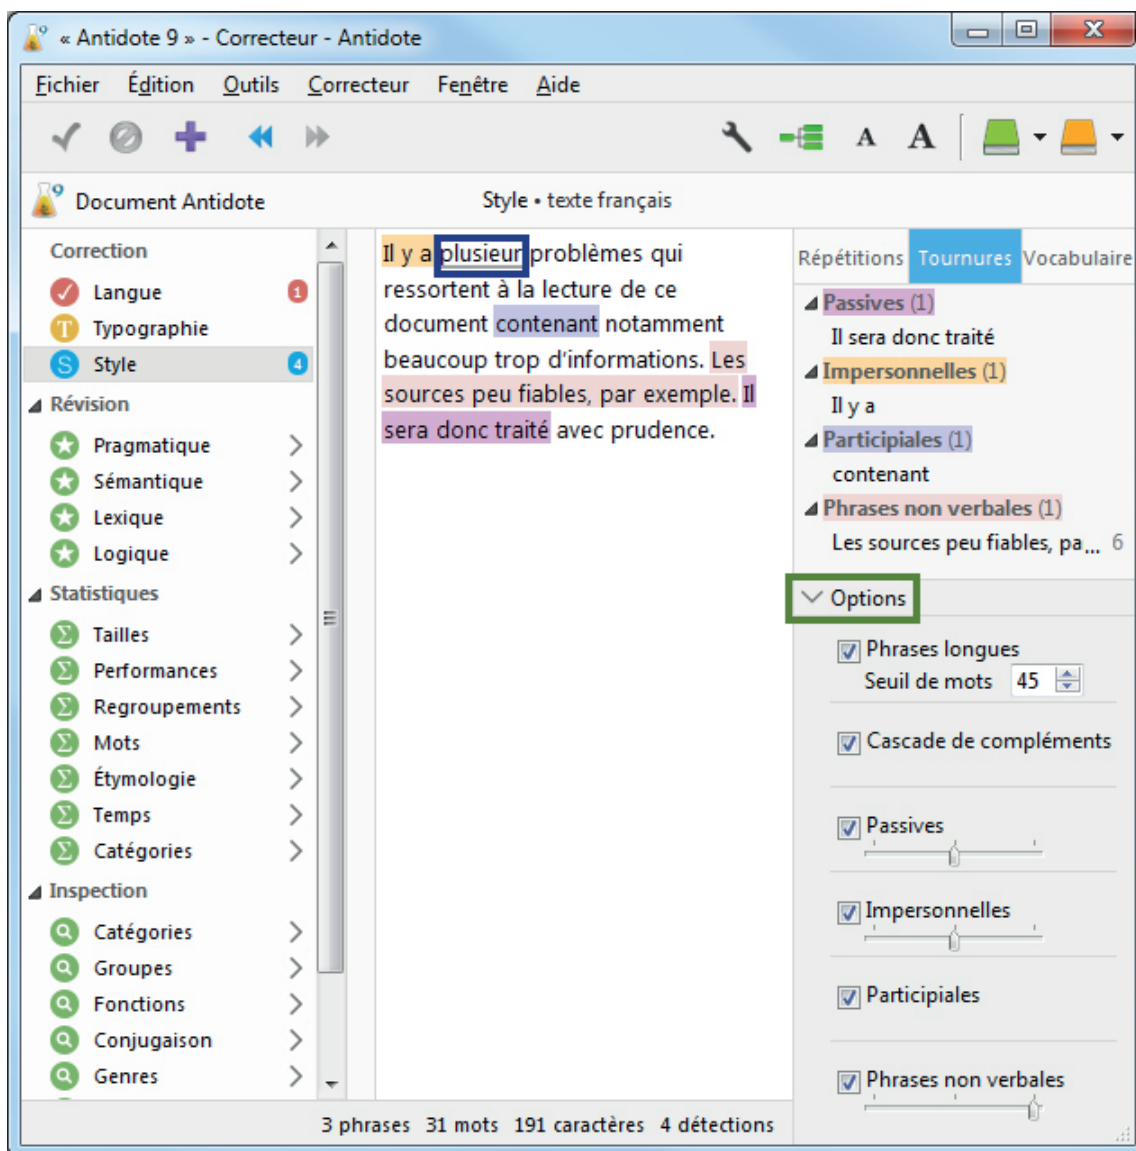 « Antidote 9 » - Correcteur - Antidote
Fichier Édition Outils Correcteur Fenêtre Aide
A A
Document Antidote
Style • texte français
Correction
Langue 1
Typographie
Style 4
Révision
Pragmatique
Sémantique
Lexique
Logique
Statistiques
Tailles
Performances
Regroupements
Mots
Étymologie
Temps
Catégories
Inspection
Catégories
Groupes
Fonctions
Conjugaison
Genres
Il y a plusieur problèmes qui
ressortent à la lecture de ce
document contenant notamment
beaucoup trop d'informations. Les
sources peu fiables, par exemple. Il
sera donc traité avec prudence.
Répétitions Tournures Vocabulaire
Passives (1)
Il sera donc traité
Impersonnelles (1)
Il y a
Participiales (1)
contenant
Phrases non verbales (1)
Les sources peu fiables, pa... 6
Options
Phrases longues
Seuil de mots 45
Cascade de compléments
Passives
Impersonnelles
Participiales
Phrases non verbales
3 phrases 31 mots 191 caractères 4 détections